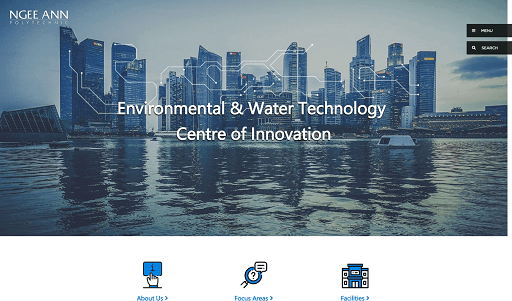 NGEE ANN
POLYTECHNIC
MENU
SEARCH
Environmental & Water Technology
Centre of Innovation
About Us
Focus Areas
Facilities